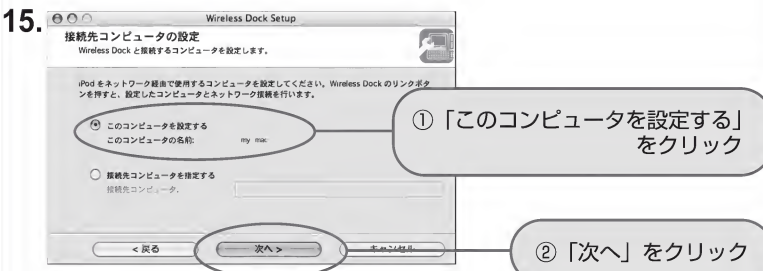 15.
Wireless Dock Setup
接続先コンピュータの設定
Wireless Dock と接続するコンピュータを設定します。
iPod をネットワーク経由で使用するコンピュータを設定してください。Wireless Dock のリンクボタ
ンを押すと、設定したコンピュータとネットワーク接続を行います。
このコンピュータを設定する
このコンピュータの名前: my mac
接続先コンピュータを指定する
接続先コンピュータ:
< 戻る
次へ >
キャンセル
①「このコンピュータを設定する」
をクリック
②「次へ」をクリック